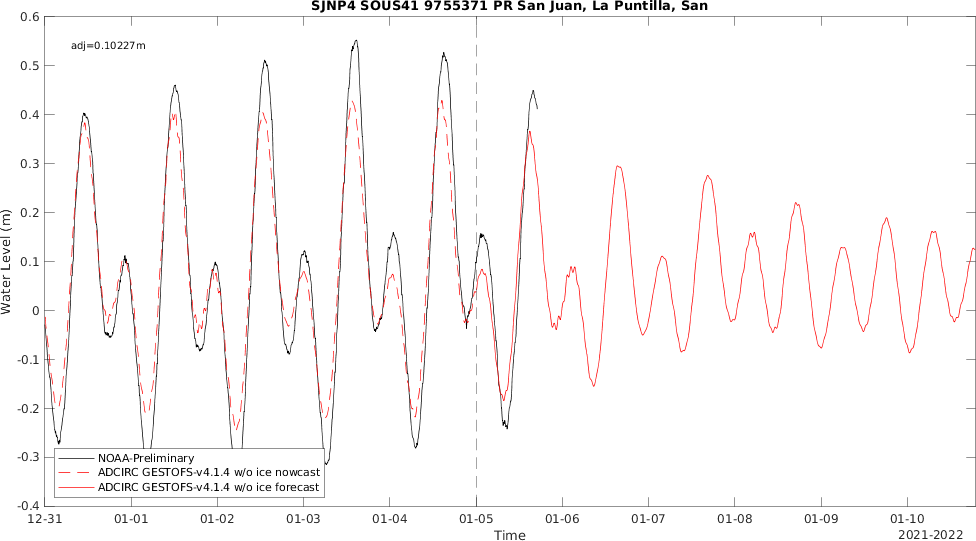 SJNP4 SOUS41 9755371 PR San Juan, La Puntilla, San
adj=0.10227m
0.6
0.5
0.4
0.3
0.2
0.1
0
-0.1
-0.2
-0.3
-0.4
Water Level (m)
NOAA-Preliminary
ADCIRC GESTOFS-v4.1.4 w/o ice nowcast
ADCIRC GESTOFS-v4.1.4 w/o ice forecast
12-31 01-01 01-02 01-03 01-04 01-05 01-06 01-07 01-08 01-09 01-10
Time
2021-2022